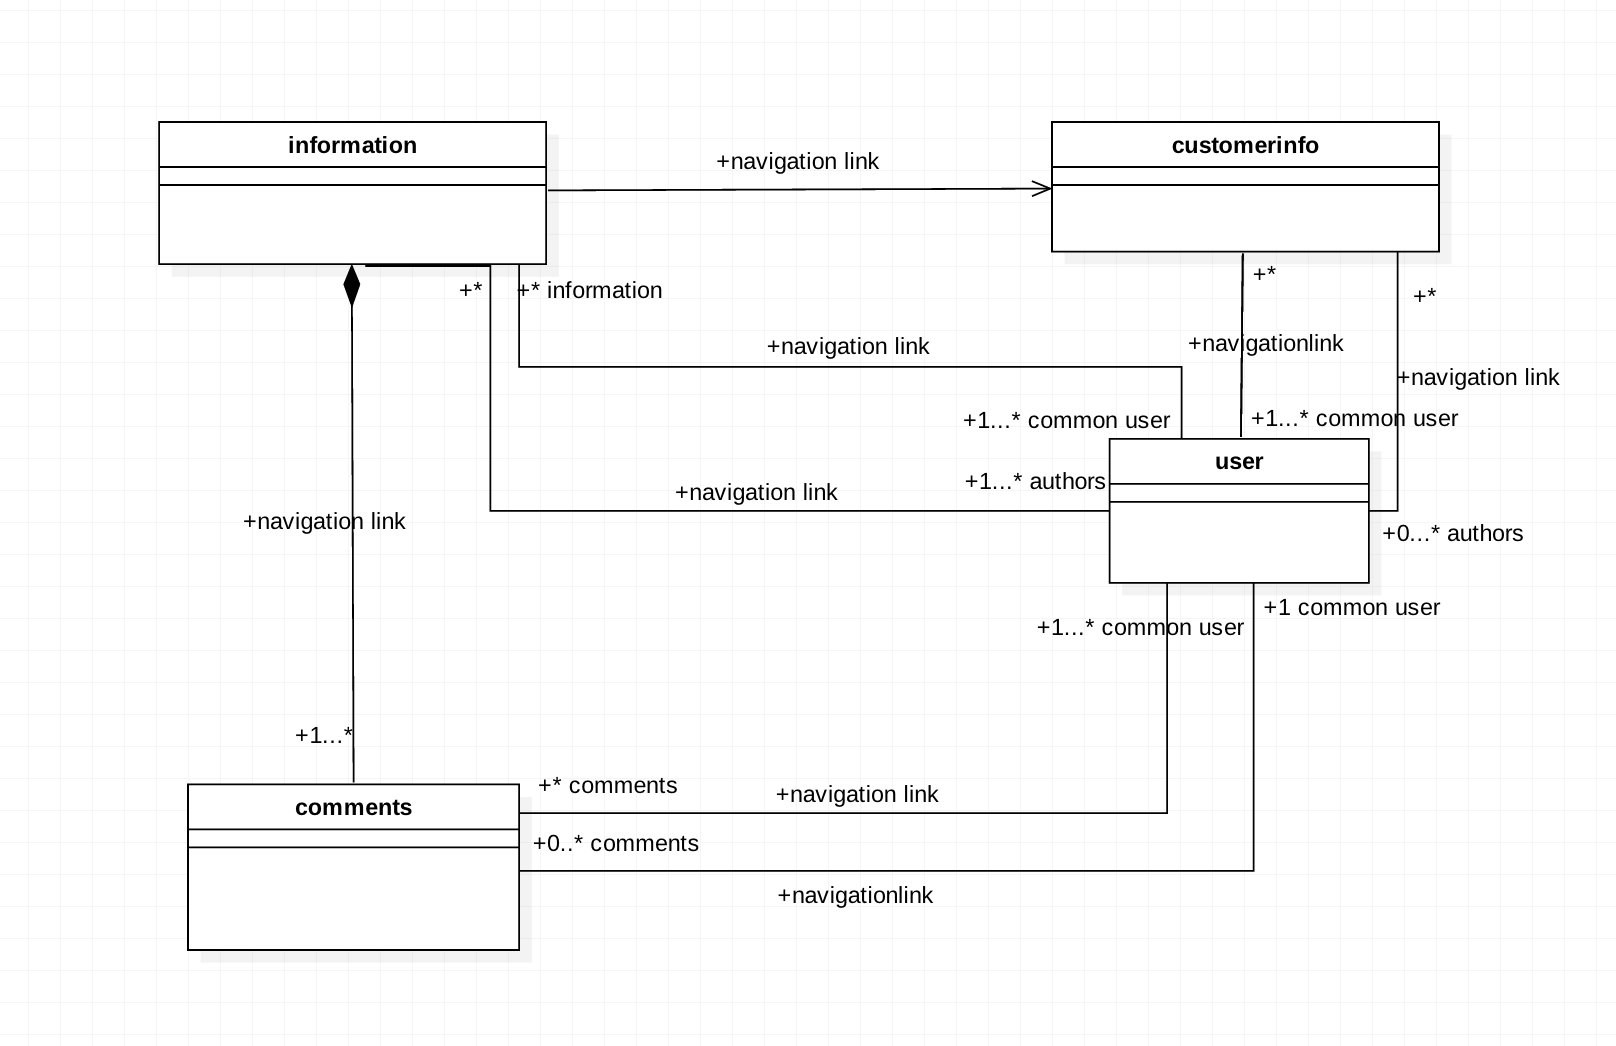 information
customerinfo
+navigation link
+*
+*
+* information
+*
+navigationlink
+navigation link
+navigation link
+1...* common user
+1...* common user
user
+1...* authors
+navigation link
+navigation link
+0...* authors
+1 common user
+1...* common user
+1...*
+* comments
+navigation link
comments
+0..* comments
+navigationlink